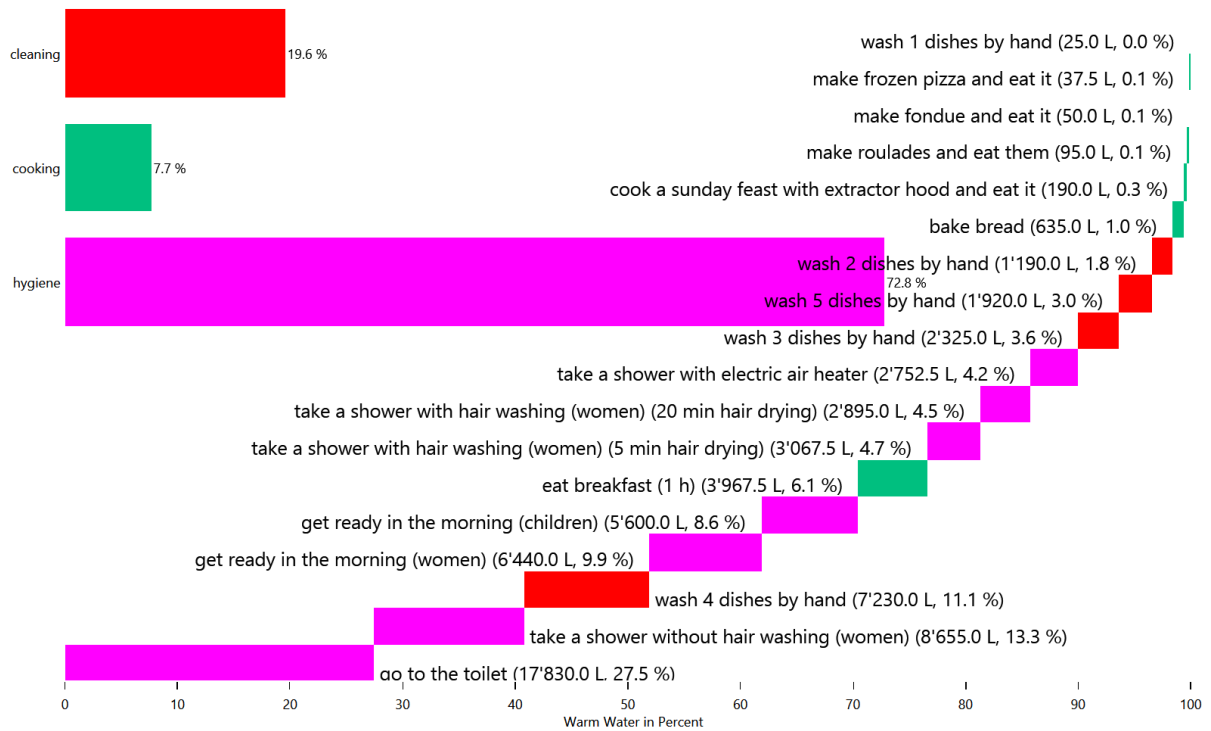 cleaning
19.6 %
wash 1 dishes by hand (25.0 L, 0.0 %)
make frozen pizza and eat it (37.5 L, 0.1 %)
make fondue and eat it (50.0 L, 0.1 %)
make roulades and eat them (95.0 L, 0.1 %)
cooking
7.7 %
cook a sunday feast with extractor hood and eat it (190.0 L, 0.3 %)
bake bread (635.0 L, 1.0 %)
wash 2 dishes by hand (1'190.0 L, 1.8 %)
hygiene
72.8 %
wash 5 dishes by hand (1'920.0 L, 3.0 %)
wash 3 dishes by hand (2'325.0 L, 3.6 %)
take a shower with electric air heater (2'752.5 L, 4.2 %)
take a shower with hair washing (women) (20 min hair drying) (2'895.0 L, 4.5 %)
take a shower with hair washing (women) (5 min hair drying) (3'067.5 L, 4.7 %)
eat breakfast (1 h) (3'967.5 L, 6.1 %)
get ready in the morning (children) (5'600.0 L, 8.6 %)
get ready in the morning (women) (6'440.0 L, 9.9 %)
wash 4 dishes by hand (7'230.0 L, 11.1 %)
take a shower without hair washing (women) (8'655.0 L, 13.3 %)
go to the toilet (17'830.0 L, 27.5 %)
0 10 20 30 40 50 60 70 80 90 100
Warm Water in Percent